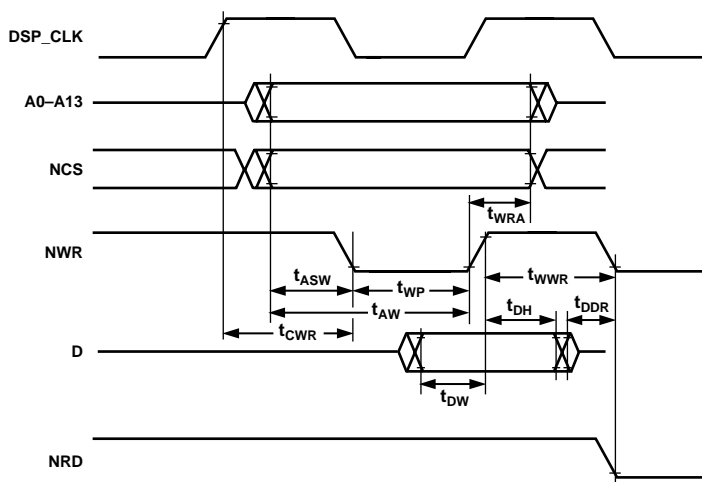 DSP_CLK
A0–A13
NCS
tWRA
NWR
tASW
tWP
tWWR
tAW
tDH
tDDR
tCWR
D
tDW
NRD